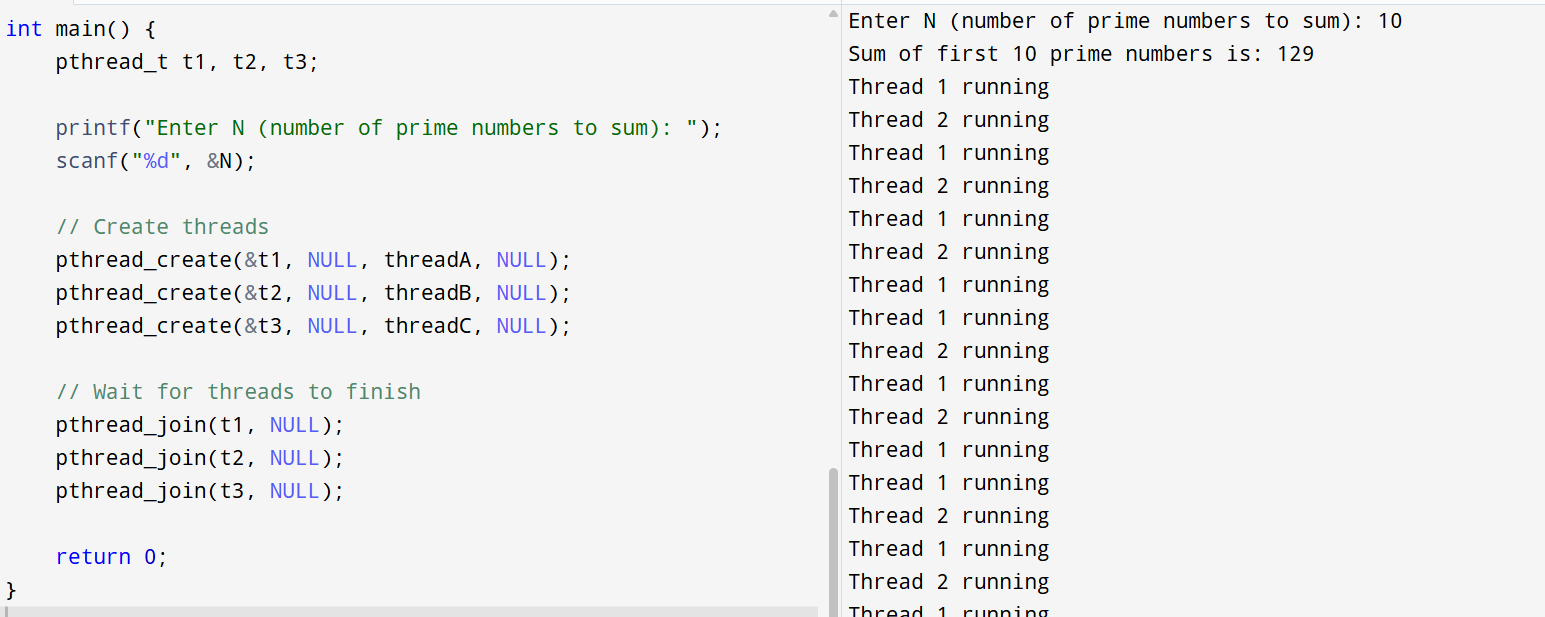 int main() {
    pthread_t t1, t2, t3;

    printf("Enter N (number of prime numbers to sum): ");
    scanf("%d", &N);

    // Create threads
    pthread_create(&t1, NULL, threadA, NULL);
    pthread_create(&t2, NULL, threadB, NULL);
    pthread_create(&t3, NULL, threadC, NULL);

    // Wait for threads to finish
    pthread_join(t1, NULL);
    pthread_join(t2, NULL);
    pthread_join(t3, NULL);

    return 0;
}
Enter N (number of prime numbers to sum): 10
Sum of first 10 prime numbers is: 129
Thread 1 running
Thread 2 running
Thread 1 running
Thread 2 running
Thread 1 running
Thread 2 running
Thread 1 running
Thread 1 running
Thread 2 running
Thread 1 running
Thread 2 running
Thread 1 running
Thread 1 running
Thread 2 running
Thread 1 running
Thread 2 running
Thread 1 running